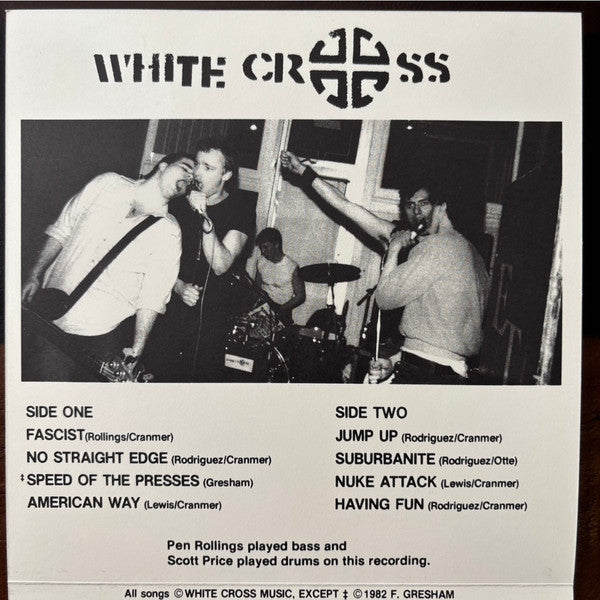 WHITE CROSS
SIDE ONE
FASCIST(Rollings/Cranmer)
NO STRAIGHT EDGE (Rodriguez/Cranmer)
‡SPEED OF THE PRESSES (Gresham)
AMERICAN WAY (Lewis/Cranmer)
SIDE TWO
JUMP UP (Rodriguez/Cranmer)
SUBURBANITE (Rodriguez/Otte)
NUKE ATTACK (Lewis/Cranmer)
HAVING FUN (Rodriguez/Cranmer)
Pen Rollings played bass and
Scott Price played drums on this recording.
All songs ©WHITE CROSS MUSIC, EXCEPT ‡ ©1982 F. GRESHAM